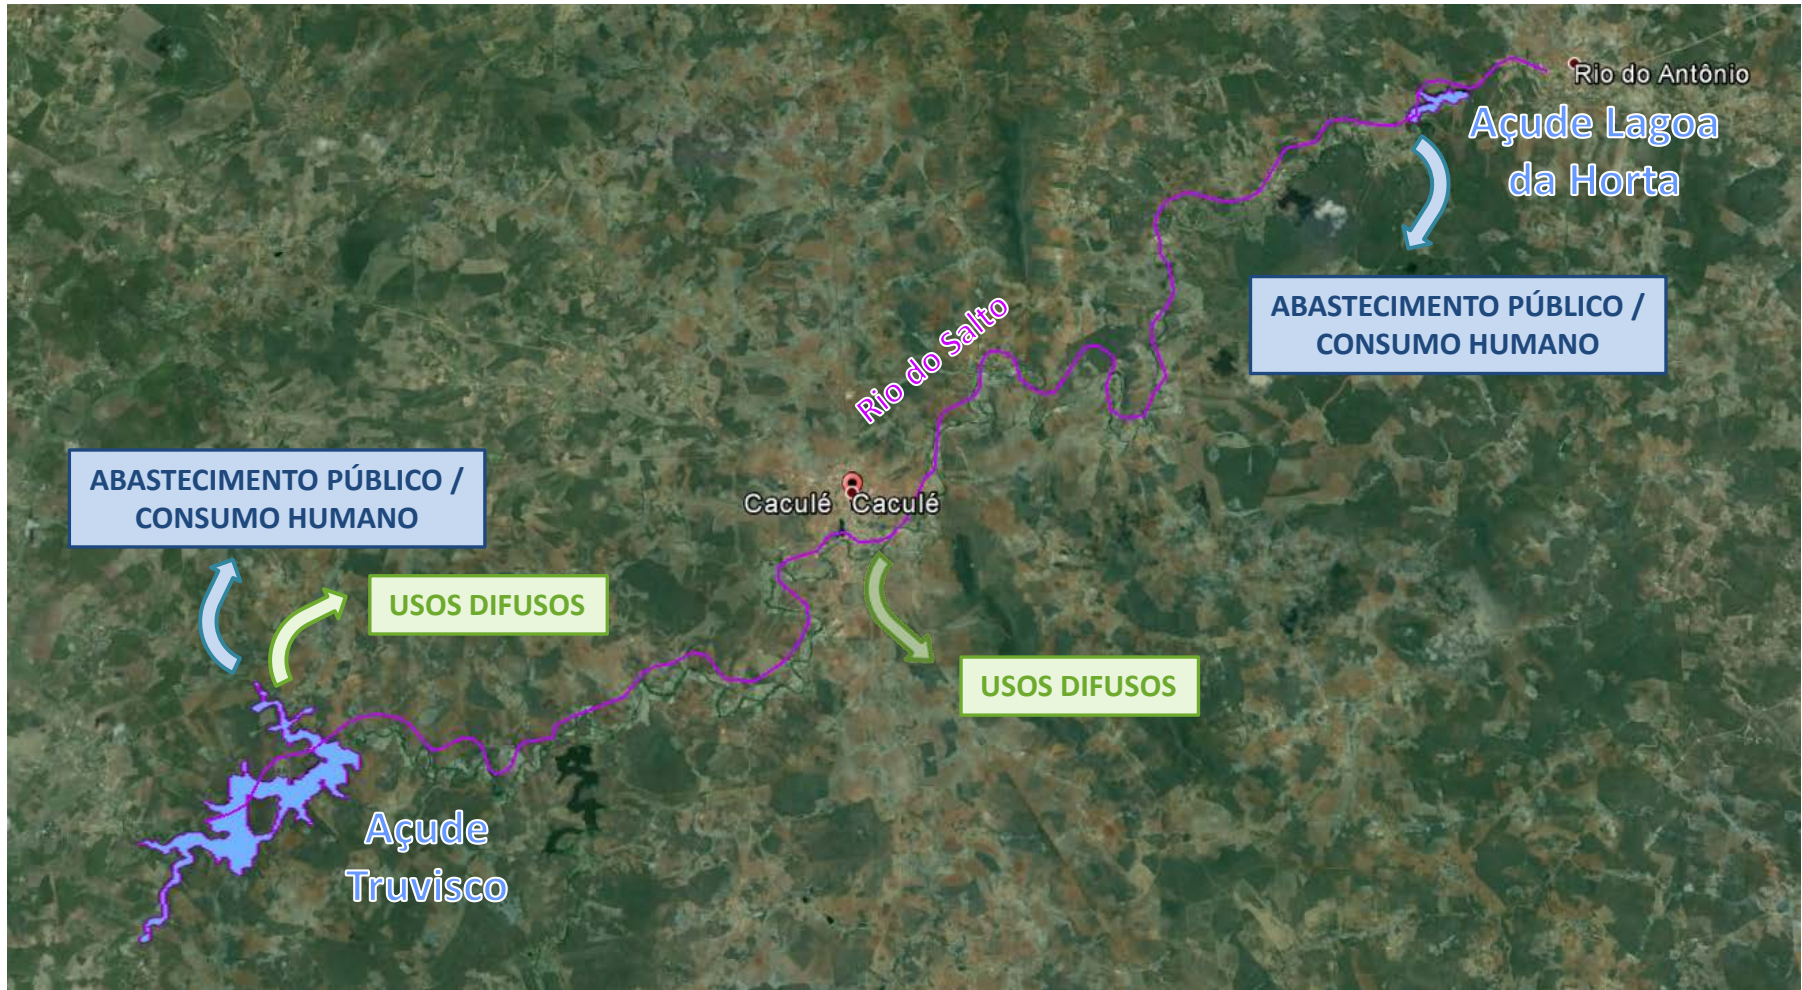 Rio do Antônio
Açude Lagoa
da Horta
ABASTECIMENTO PÚBLICO /
CONSUMO HUMANO
Rio do Salto
ABASTECIMENTO PÚBLICO /
CONSUMO HUMANO
Caculé Caculé
USOS DIFUSOS
USOS DIFUSOS
Açude
Truvisco